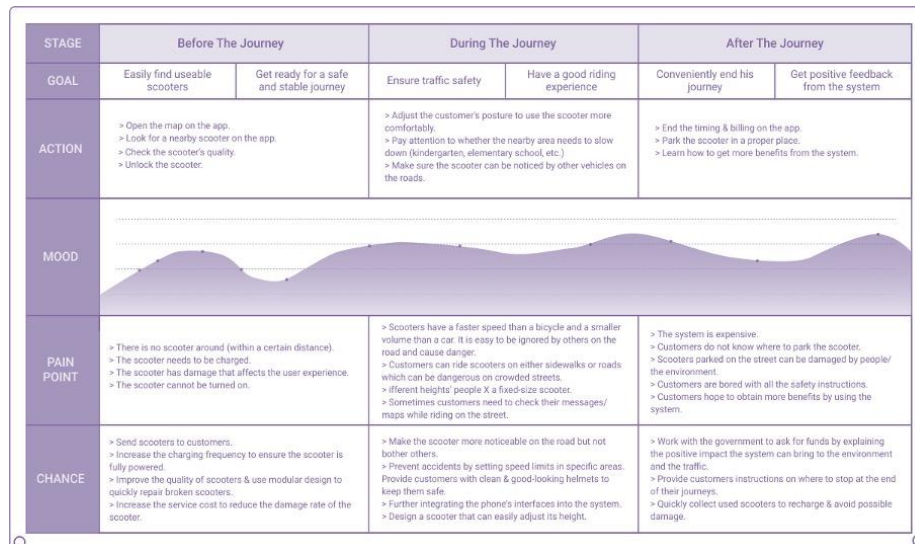 STAGE
Before The Journey
During The Journey
After The Journey
GOAL
Easily find useable
scooters
Get ready for a safe
and stable journey
Ensure traffic safety
Have a good riding
experience
Conveniently end his
journey
Get positive feedback
from the system
ACTION
> Open the map on the app.
> Look for a nearby scooter on the app.
> Check the scooter's quality.
> Unlock the scooter.
> Adjust the customer's posture to use the scooter more
comfortably.
> Pay attention to whether the nearby area needs to slow
down (kindergarten, elementary school, etc.)
> Make sure the scooter can be noticed by other vehicles on
the roads.
> End the timing & billing on the app.
> Park the scooter in a proper place.
> Learn how to get more benefits from the system.
MOOD
PAIN
POINT
> There is no scooter around (within a certain distance).
> The scooter needs to be charged.
> The scooter has damage that affects the user experience.
> The scooter cannot be turned on.
> Scooters have a faster speed than a bicycle and a smaller
volume than a car. It is easy to be ignored by others on the
road and cause danger.
> Customers can ride scooters on either sidewalks or roads
which can be dangerous on crowded streets.
> ifferent heights' people X a fixed-size scooter.
> Sometimes customers need to check their messages/
maps while riding on the street.
> The system is expensive.
> Customers do not know where to park the scooter.
> Scooters parked on the street can be damaged by people/
the environment.
> Customers are bored with all the safety instructions.
> Customers hope to obtain more benefits by using the
system.
CHANCE
> Send scooters to customers.
> Increase the charging frequency to ensure the scooter is
fully powered.
> Improve the quality of scooters & use modular design to
quickly repair broken scooters.
> Increase the service cost to reduce the damage rate of the
scooter.
> Make the scooter more noticeable on the road but not
bother others.
> Prevent accidents by setting speed limits in specific areas.
Provide customers with clean & good-looking helmets to
keep them safe.
> Further integrating the phone's interfaces into the system.
> Design a scooter that can easily adjust its height.
> Work with the government to ask for funds by explaining
the positive impact the system can bring to the environment
and the traffic.
> Provide customers instructions on where to stop at the
end of their journeys.
> Quickly collect used scooters to recharge & avoid possible
damage.